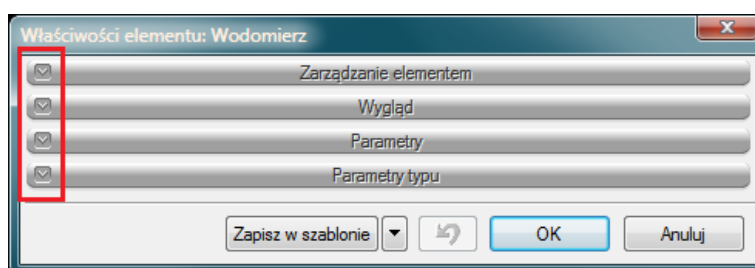 Właściwości elementu: Wodomierz
Zarządzanie elementem
Wygląd
Parametry
Parametry typu
Zapisz w szablonie OK Anuluj